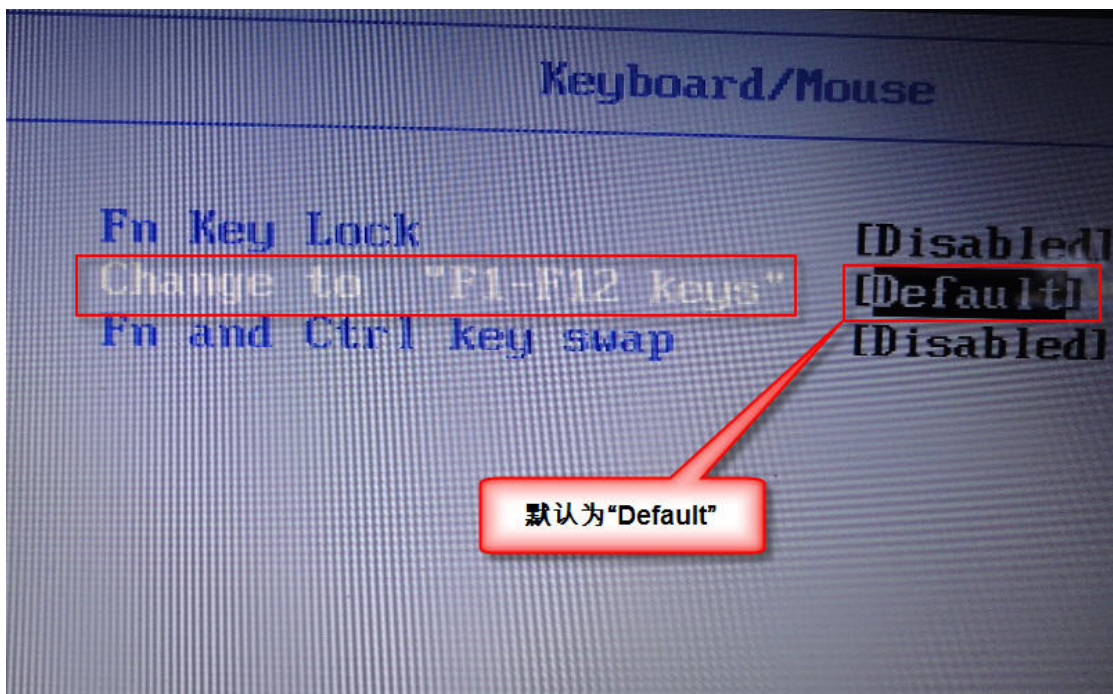 Keyboard/Mouse
Fn Key Lock [Disabled]
Change to "F1-F12 keys" [Default]
Fn and Ctrl key swap [Disabled]
默认为“Default”